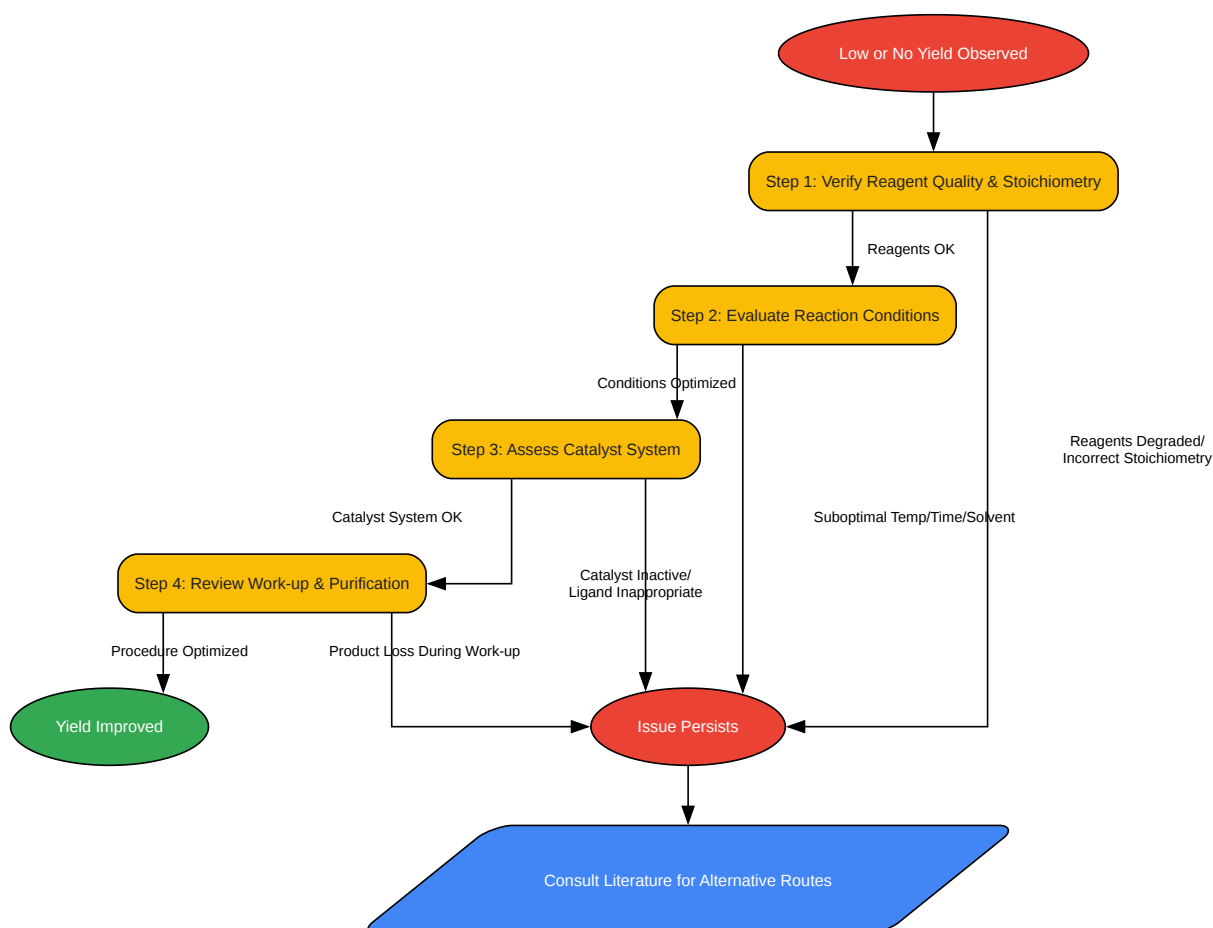 Low or No Yield Observed
Step 1: Verify Reagent Quality & Stoichiometry
Reagents OK
Step 2: Evaluate Reaction Conditions
Conditions Optimized
Step 3: Assess Catalyst System
Reagents Degraded/
Incorrect Stoichiometry
Catalyst System OK
Suboptimal Temp/Time/Solvent
Catalyst Inactive/
Ligand Inappropriate
Step 4: Review Work-up & Purification
Procedure Optimized
Product Loss During Work-up
Yield Improved
Issue Persists
Consult Literature for Alternative Routes